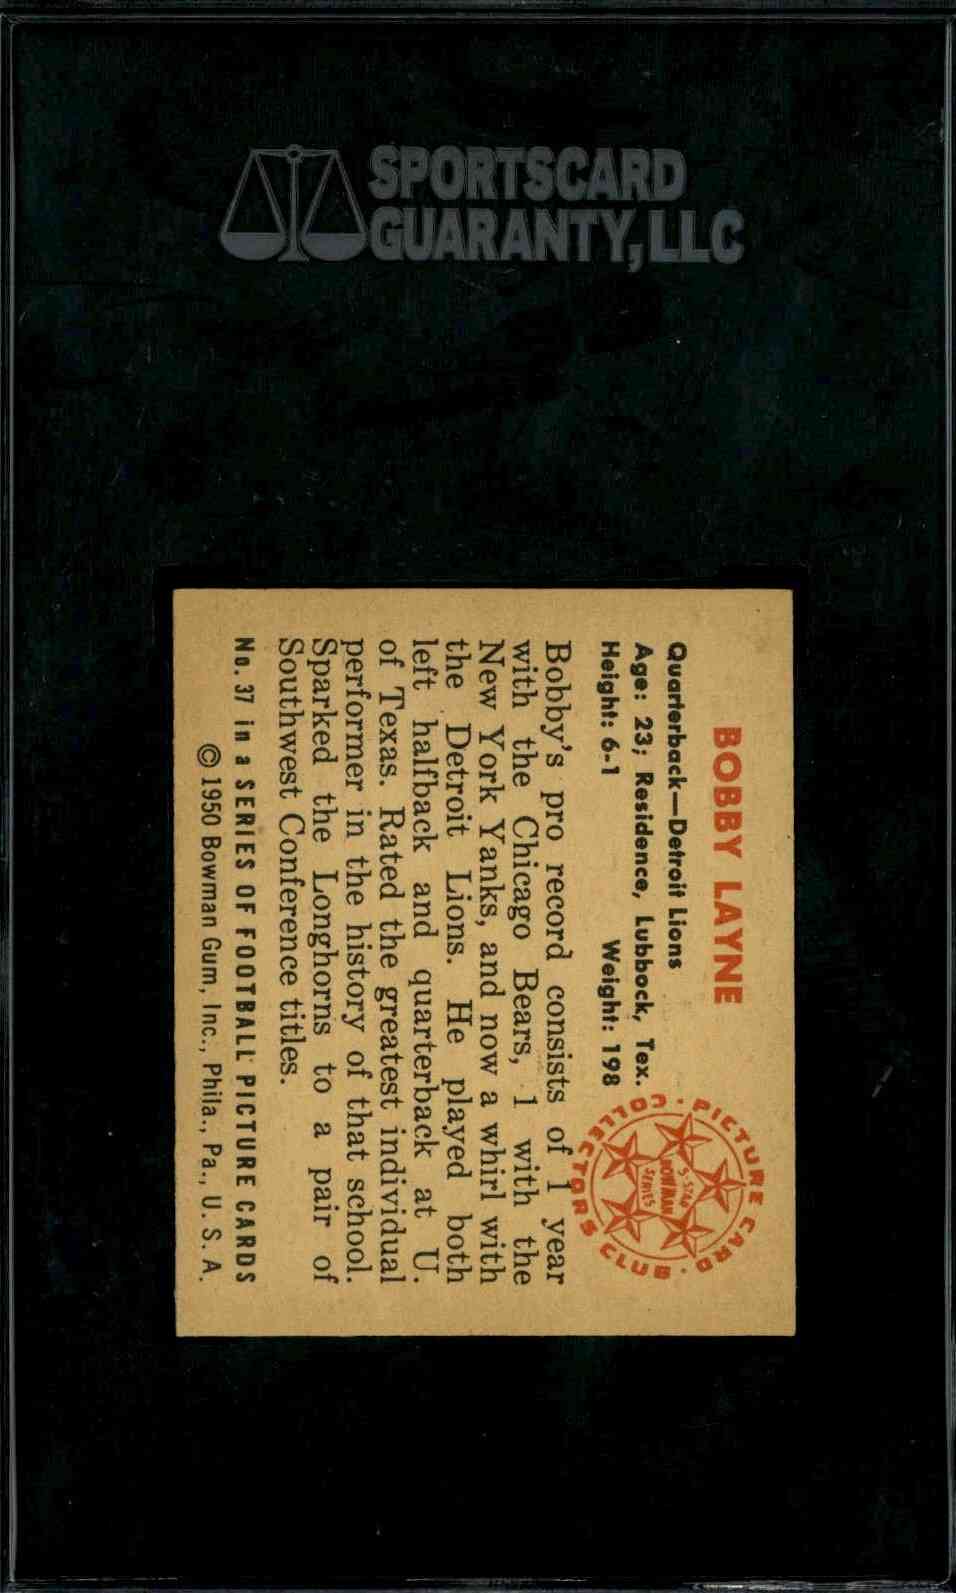 SPORTSCARD
GUARANTY, LLC
BOBBY LAYNE
Quarterback—Detroit Lions
Age: 23; Residence, Lubbock, Tex.
Height: 6-1 Weight: 198
PICTURE CARD · COLLECTORS CLUB ·
5-STAR
BOWMAN
SERIES
Bobby's pro record consists of 1 year
with the Chicago Bears, 1 with the
New York Yanks, and now a whirl with
the Detroit Lions. He played both
left halfback and quarterback at U.
of Texas. Rated the greatest individual
performer in the history of that school.
Sparked the Longhorns to a pair of
Southwest Conference titles.
No. 37 in a SERIES OF FOOTBALL PICTURE CARDS
© 1950 Bowman Gum, Inc., Phila., Pa., U. S. A.